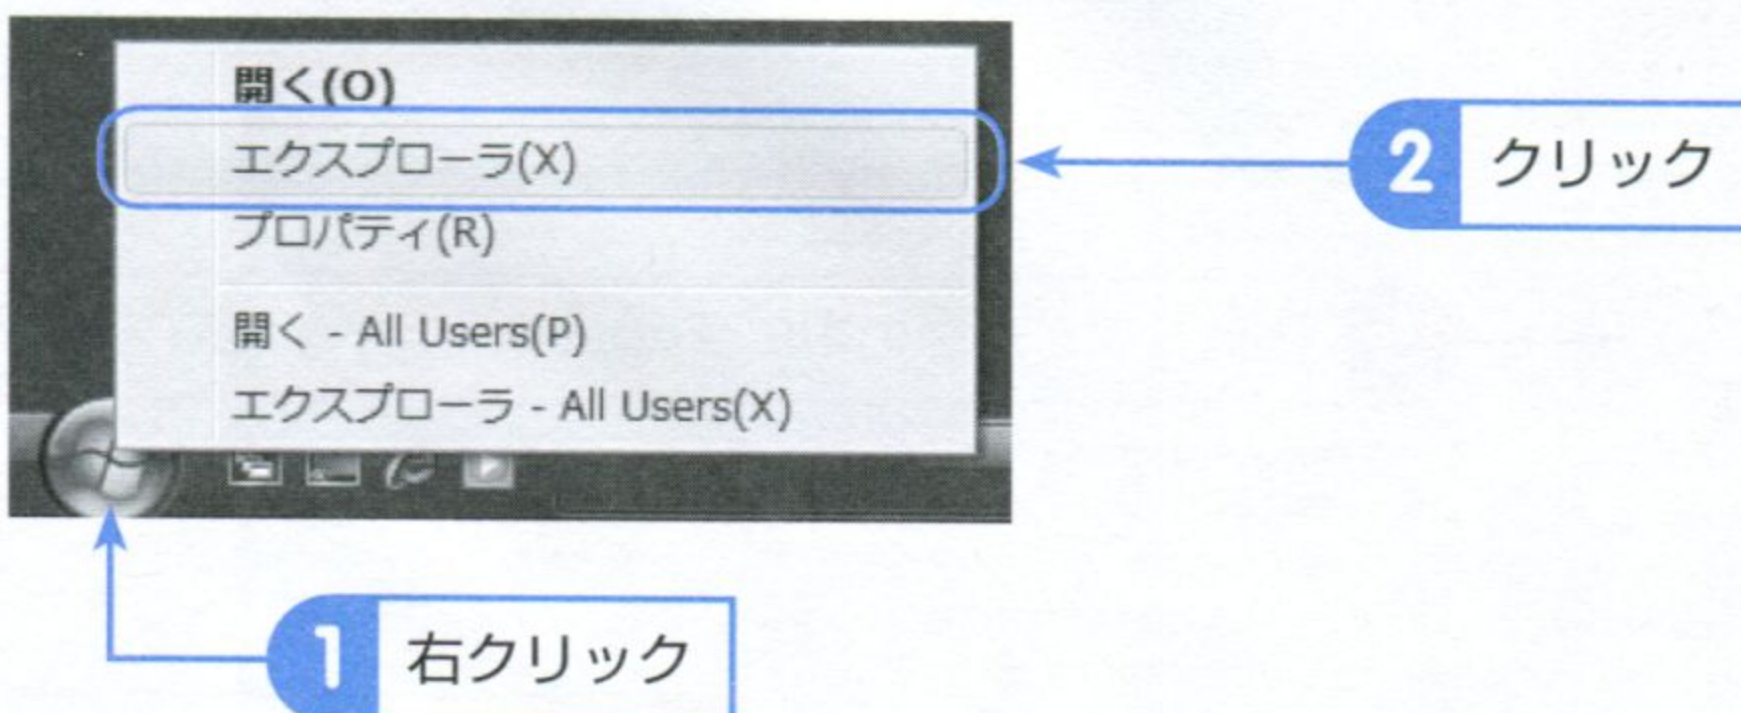 開く(O)
エクスプローラ(X)
プロパティ(R)
開く - All Users(P)
エクスプローラ - All Users(X)
2 クリック
1 右クリック